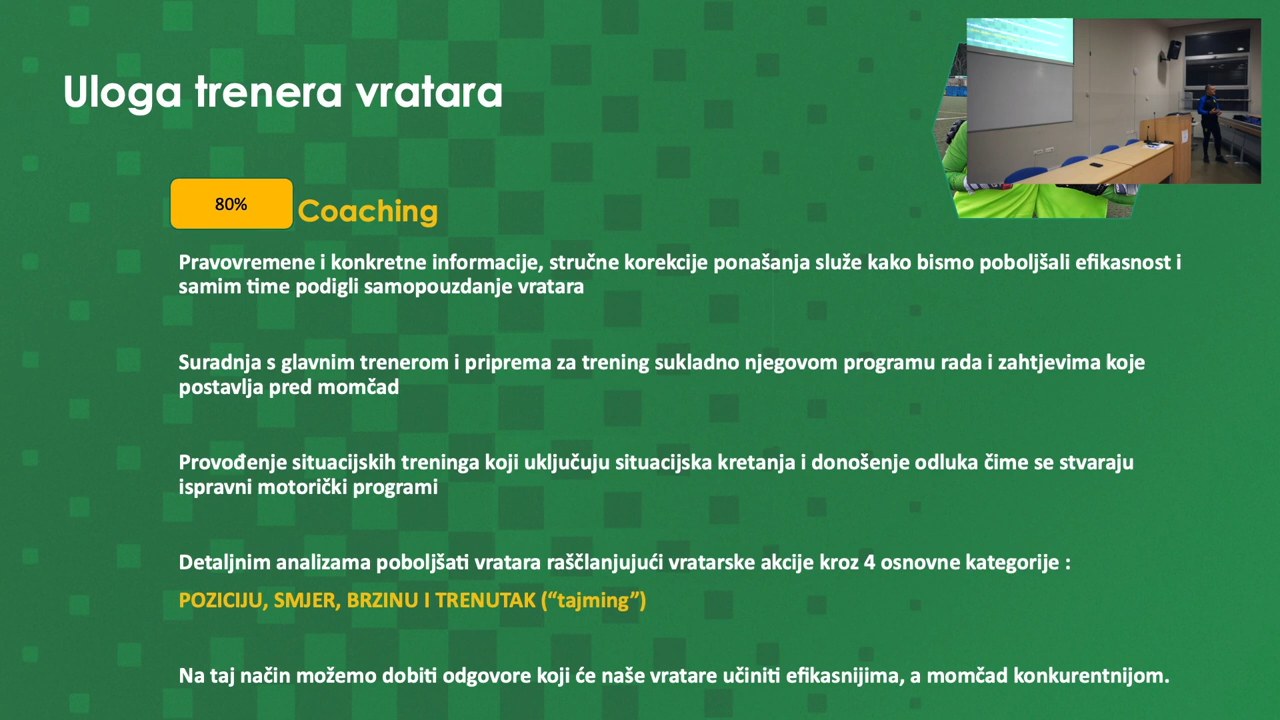 Uloga trenera vratara
80%
Coaching
Pravovremene i konkretne informacije, stručne korekcije ponašanja služe kako bismo poboljšali efikasnost i
samim time podigli samopouzdanje vratara
Suradnja s glavnim trenerom i priprema za trening sukladno njegovom programu rada i zahtjevima koje
postavlja pred momčad
Provođenje situacijskih treninga koji uključuju situacijska kretanja i donošenje odluka čime se stvaraju
ispravni motorički programi
Detaljnim analizama poboljšati vratara raščlanjujući vratarske akcije kroz 4 osnovne kategorije :
POZICIJU, SMJER, BRZINU I TRENUTAK (“tajming”)
Na taj način možemo dobiti odgovore koji će naše vratare učiniti efikasnijima, a momčad konkurentnijom.